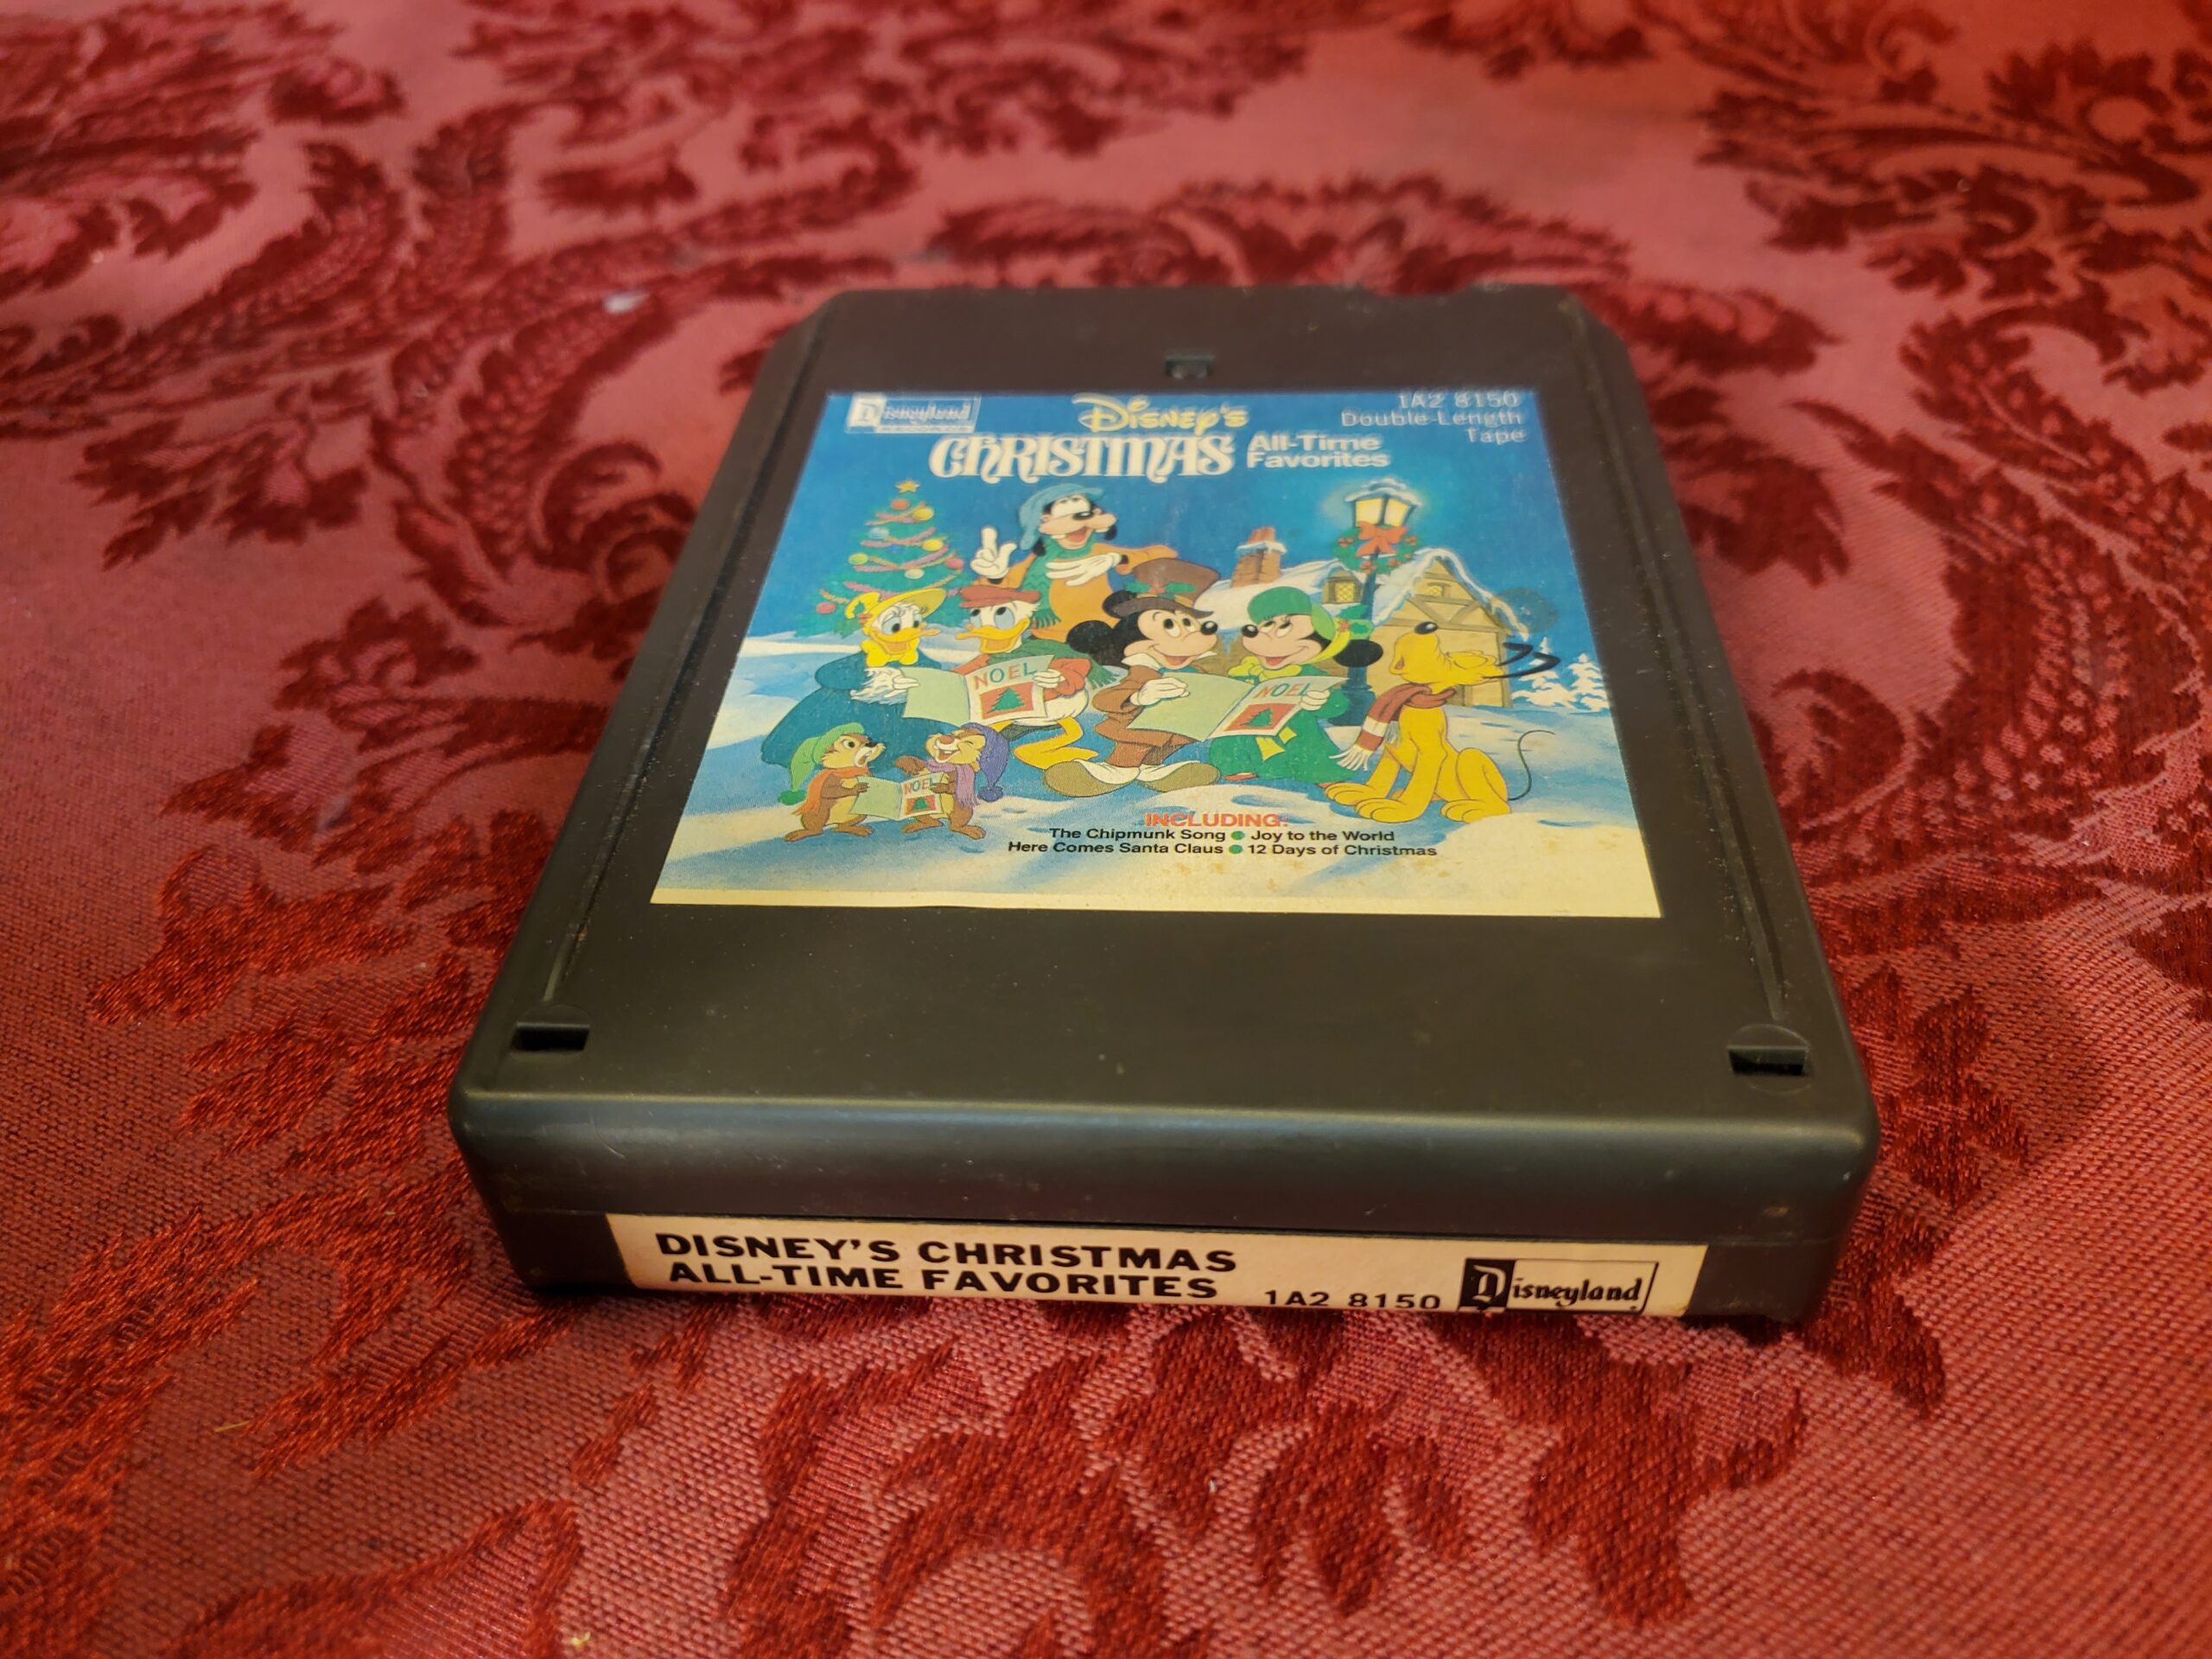 Disneyland
Disney's
1A2 8150
Double-Length
Tape
CHRISTMAS All-Time
Favorites
NOEL
NOEL
NOEL
INCLUDING:
The Chipmunk Song ● Joy to the World
Here Comes Santa Claus ● 12 Days of Christmas
DISNEY'S CHRISTMAS
ALL-TIME FAVORITES 1A2 8150 Disneyland